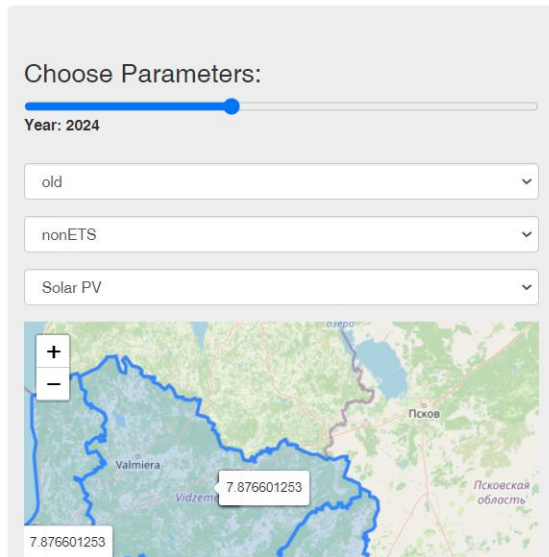 Choose Parameters:
Year: 2024
old
nonETS
Solar PV
озеро
+
−
Псков
Valmiera
7.876601253
Vidzeme
Псковская
область
7.876601253